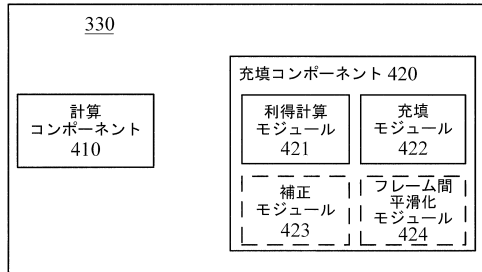 330
計算
コンポーネント
410
充填コンポーネント 420
利得計算
モジュール
421
充填
モジュール
422
補正
モジュール
423
フレーム間
平滑化
モジュール
424